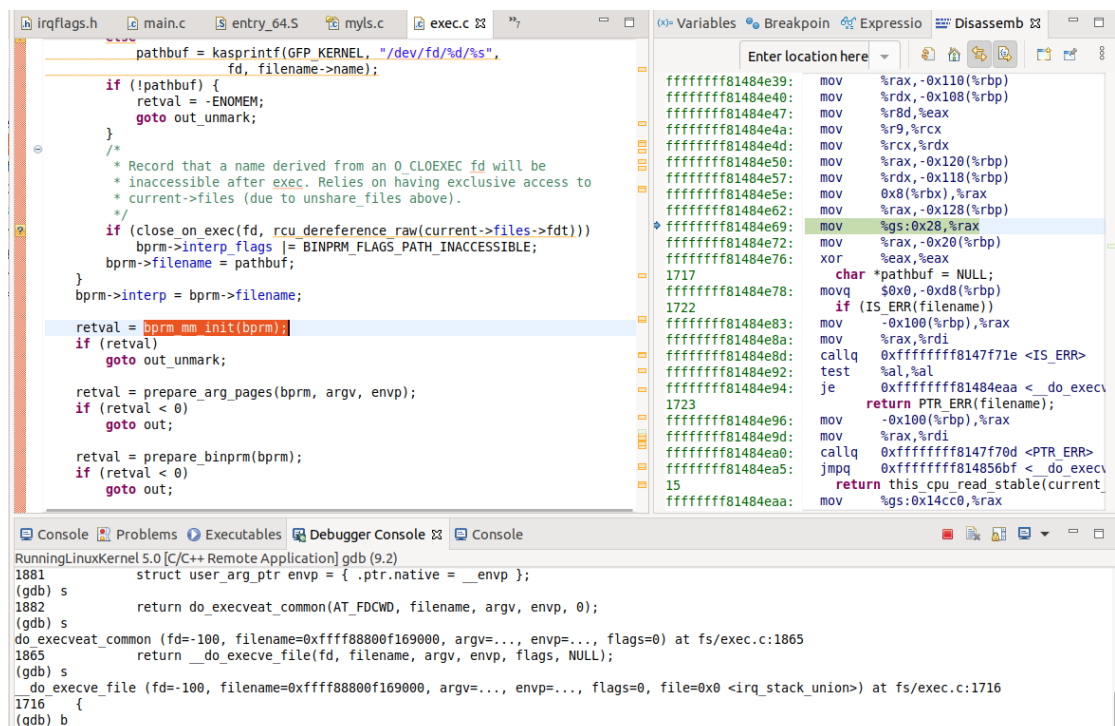 irqflags.h main.c entry_64.S myls.c exec.c »7
else
pathbuf = kasprintf(GFP_KERNEL, "/dev/fd/%d/%s",
fd, filename->name);
if (!pathbuf) {
retval = -ENOMEM;
goto out_unmark;
}
/*
* Record that a name derived from an O_CLOEXEC fd will be
* inaccessible after exec. Relies on having exclusive access to
* current->files (due to unshare_files above).
*/
if (close_on_exec(fd, rcu_dereference_raw(current->files->fdt)))
bprm->interp_flags |= BINPRM_FLAGS_PATH_INACCESSIBLE;
bprm->filename = pathbuf;
}
bprm->interp = bprm->filename;
retval = bprm_mm_init(bprm);
if (retval)
goto out_unmark;
retval = prepare_arg_pages(bprm, argv, envp);
if (retval < 0)
goto out;
retval = prepare_binprm(bprm);
if (retval < 0)
goto out;
(x)= Variables Breakpoin Expressio Disassemb
Enter location here
ffffffff81484e39: mov %rax,-0x110(%rbp)
ffffffff81484e40: mov %rdx,-0x108(%rbp)
ffffffff81484e47: mov %r8d,%eax
ffffffff81484e4a: mov %r9,%rcx
ffffffff81484e4d: mov %rcx,%rdx
ffffffff81484e50: mov %rax,-0x120(%rbp)
ffffffff81484e57: mov %rdx,-0x118(%rbp)
ffffffff81484e5e: mov 0x8(%rbx),%rax
ffffffff81484e62: mov %rax,-0x128(%rbp)
ffffffff81484e69: mov %gs:0x28,%rax
ffffffff81484e72: mov %rax,-0x20(%rbp)
ffffffff81484e76: xor %eax,%eax
1717 char *pathbuf = NULL;
ffffffff81484e78: movq $0x0,-0xd8(%rbp)
1722 if (IS_ERR(filename))
ffffffff81484e83: mov -0x100(%rbp),%rax
ffffffff81484e8a: mov %rax,%rdi
ffffffff81484e8d: callq 0xffffffff8147f71e <IS_ERR>
ffffffff81484e92: test %al,%al
ffffffff81484e94: je 0xffffffff81484eaa <__do_execv
1723 return PTR_ERR(filename);
ffffffff81484e96: mov -0x100(%rbp),%rax
ffffffff81484e9d: mov %rax,%rdi
ffffffff81484ea0: callq 0xffffffff8147f70d <PTR_ERR>
ffffffff81484ea5: jmpq 0xffffffff814856bf <__do_execv
15 return this_cpu_read_stable(current_
ffffffff81484eaa: mov %gs:0x14cc0,%rax
Console Problems Executables Debugger Console Console
RunningLinuxKernel 5.0 [C/C++ Remote Application] gdb (9.2)
1881 struct user_arg_ptr envp = { .ptr.native = __envp };
(gdb) s
1882 return do_execveat_common(AT_FDCWD, filename, argv, envp, 0);
(gdb) s
do_execveat_common (fd=-100, filename=0xffff88800f169000, argv=..., envp=..., flags=0) at fs/exec.c:1865
1865 return __do_execve_file(fd, filename, argv, envp, flags, NULL);
(gdb) s
__do_execve_file (fd=-100, filename=0xffff88800f169000, argv=..., envp=..., flags=0, file=0x0 <irq_stack_union>) at fs/exec.c:1716
1716 {
(gdb) b